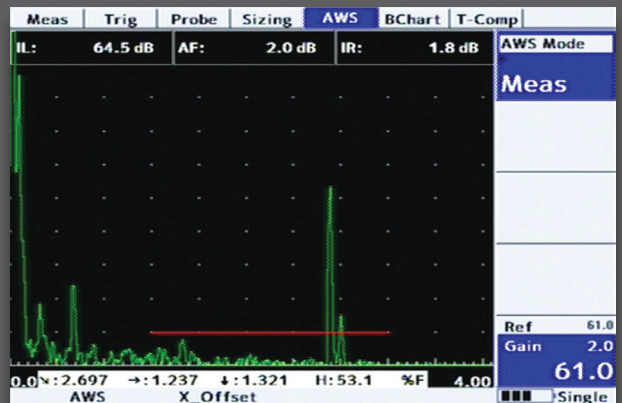 Meas Trig Probe Sizing AWS BChart T-Comp
IL: 64.5 dB AF: 2.0 dB IR: 1.8 dB
AWS Mode
Meas
Ref 61.0
Gain 2.0
61.0
0.0 ↘:2.697 →:1.237 ↓:1.321 H:53.1 %F 4.00
AWS X_Offset Single